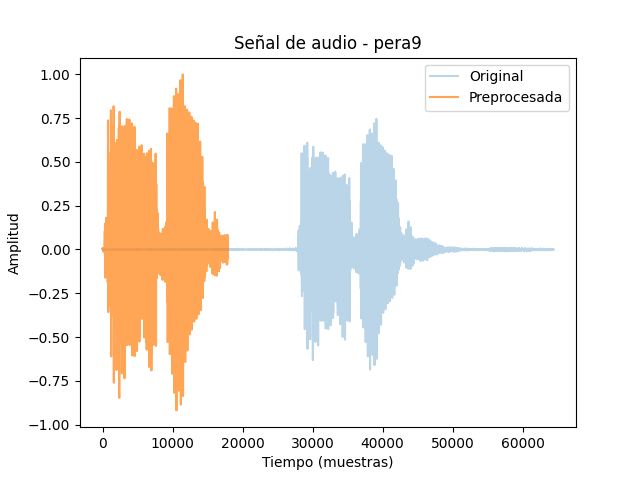 Señal de audio - pera9
Original
Preprocesada
1.00
0.75
0.50
0.25
0.00
−0.25
−0.50
−0.75
−1.00
Amplitud
0 10000 20000 30000 40000 50000 60000
Tiempo (muestras)